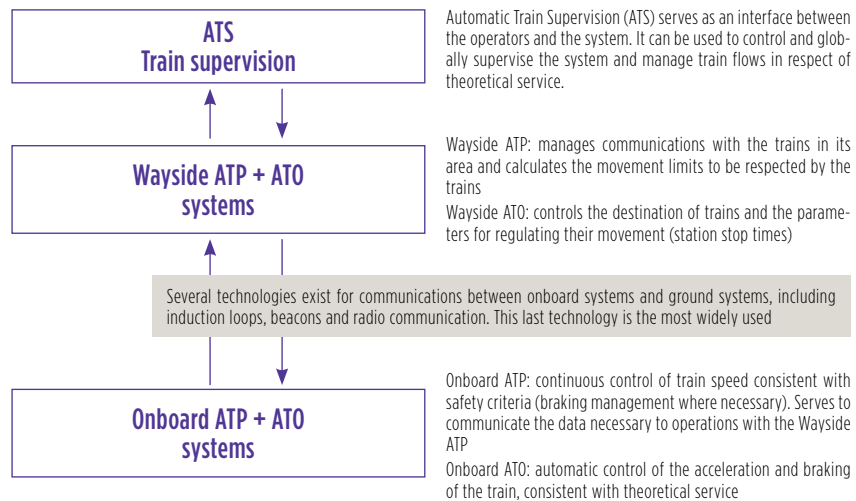 ATS
Train supervision
Automatic Train Supervision (ATS) serves as an interface between
the operators and the system. It can be used to control and glob-
ally supervise the system and manage train flows in respect of
theoretical service.
Wayside ATP + ATO
systems
Wayside ATP: manages communications with the trains in its
area and calculates the movement limits to be respected by the
trains
Wayside ATO: controls the destination of trains and the parame-
ters for regulating their movement (station stop times)
Several technologies exist for communications between onboard systems and ground systems, including
induction loops, beacons and radio communication. This last technology is the most widely used
Onboard ATP + ATO
systems
Onboard ATP: continuous control of train speed consistent with
safety criteria (braking management where necessary). Serves to
communicate the data necessary to operations with the Wayside
ATP
Onboard ATO: automatic control of the acceleration and braking
of the train, consistent with theoretical service